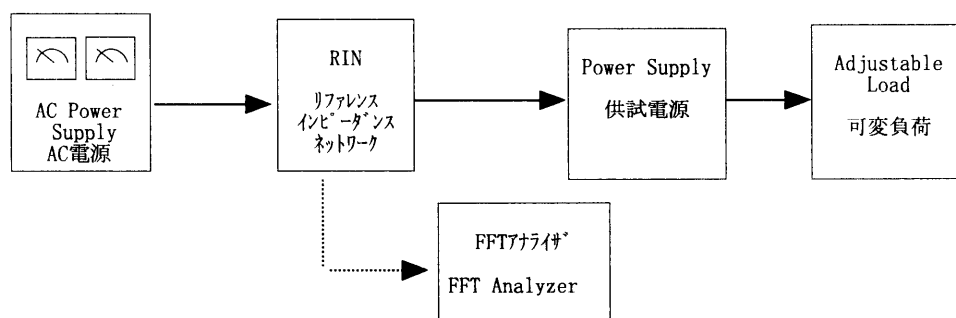 AC Power
Supply
AC電源
RIN
リファレンス
インピーダンス
ネットワーク
Power Supply
供試電源
Adjustable
Load
可変負荷
FFTアナライザ
FFT Analyzer